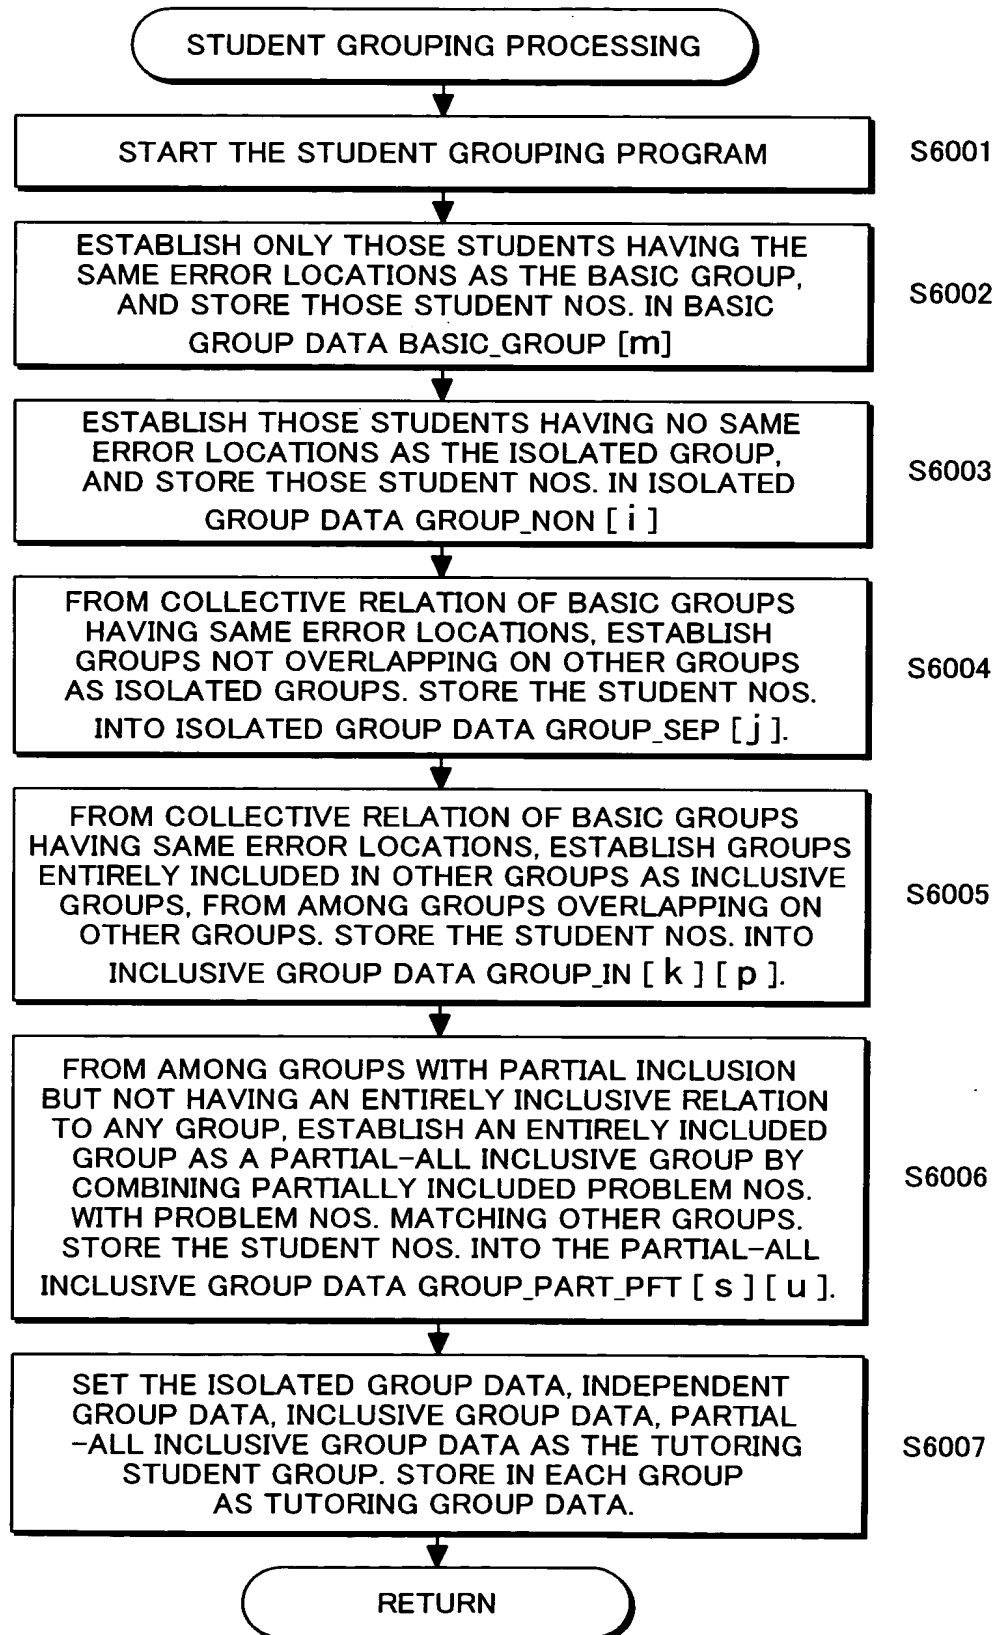 STUDENT GROUPING PROCESSING
START THE STUDENT GROUPING PROGRAM
S6001
ESTABLISH ONLY THOSE STUDENTS HAVING THE
SAME ERROR LOCATIONS AS THE BASIC GROUP,
AND STORE THOSE STUDENT NOS. IN BASIC
GROUP DATA BASIC_GROUP [m]
S6002
ESTABLISH THOSE STUDENTS HAVING NO SAME
ERROR LOCATIONS AS THE ISOLATED GROUP,
AND STORE THOSE STUDENT NOS. IN ISOLATED
GROUP DATA GROUP_NON [ i ]
S6003
FROM COLLECTIVE RELATION OF BASIC GROUPS
HAVING SAME ERROR LOCATIONS, ESTABLISH
GROUPS NOT OVERLAPPING ON OTHER GROUPS
AS ISOLATED GROUPS. STORE THE STUDENT NOS.
INTO ISOLATED GROUP DATA GROUP_SEP [ j ].
S6004
FROM COLLECTIVE RELATION OF BASIC GROUPS
HAVING SAME ERROR LOCATIONS, ESTABLISH GROUPS
ENTIRELY INCLUDED IN OTHER GROUPS AS INCLUSIVE
GROUPS, FROM AMONG GROUPS OVERLAPPING ON
OTHER GROUPS. STORE THE STUDENT NOS. INTO
INCLUSIVE GROUP DATA GROUP_IN [ k ] [ p ].
S6005
FROM AMONG GROUPS WITH PARTIAL INCLUSION
BUT NOT HAVING AN ENTIRELY INCLUSIVE RELATION
TO ANY GROUP, ESTABLISH AN ENTIRELY INCLUDED
GROUP AS A PARTIAL-ALL INCLUSIVE GROUP BY
COMBINING PARTIALLY INCLUDED PROBLEM NOS.
WITH PROBLEM NOS. MATCHING OTHER GROUPS.
STORE THE STUDENT NOS. INTO THE PARTIAL-ALL
INCLUSIVE GROUP DATA GROUP_PART_PFT [ s ] [ u ].
S6006
SET THE ISOLATED GROUP DATA, INDEPENDENT
GROUP DATA, INCLUSIVE GROUP DATA, PARTIAL
-ALL INCLUSIVE GROUP DATA AS THE TUTORING
STUDENT GROUP. STORE IN EACH GROUP
AS TUTORING GROUP DATA.
S6007
RETURN